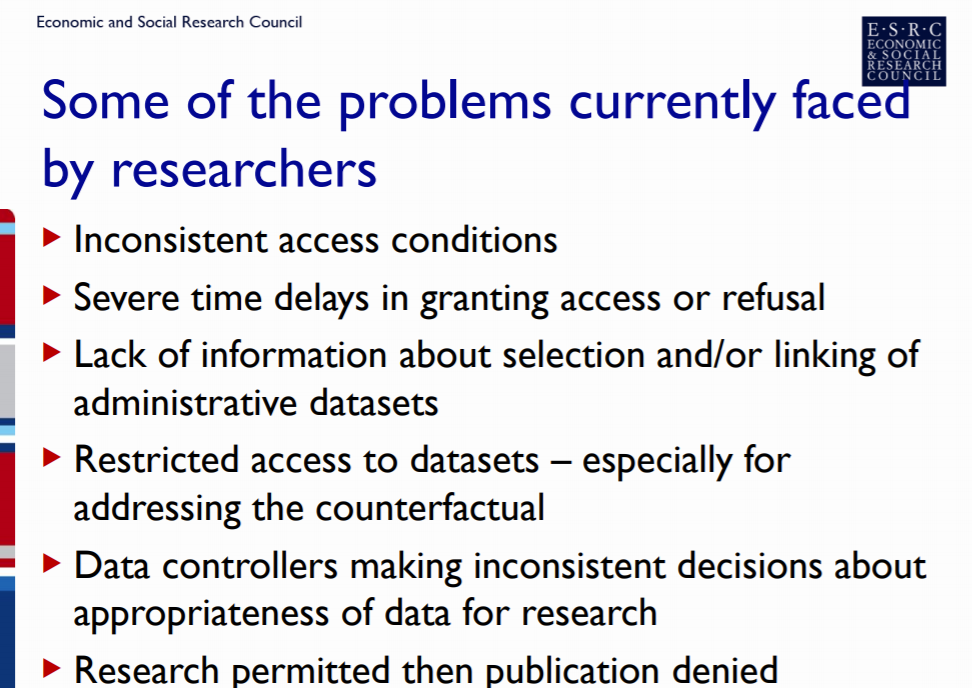 Economic and Social Research Council
E·S·R·C
ECONOMIC
& SOCIAL
RESEARCH
COUNCIL
Some of the problems currently faced
by researchers
Inconsistent access conditions
Severe time delays in granting access or refusal
Lack of information about selection and/or linking of
administrative datasets
Restricted access to datasets – especially for
addressing the counterfactual
Data controllers making inconsistent decisions about
appropriateness of data for research
Research permitted then publication denied